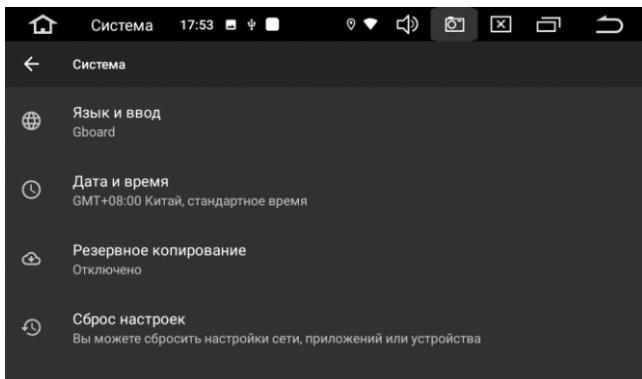 Система 17:53
Система
Язык и ввод
Gboard
Дата и время
GMT+08:00 Китай, стандартное время
Резервное копирование
Отключено
Сброс настроек
Вы можете сбросить настройки сети, приложений или устройства